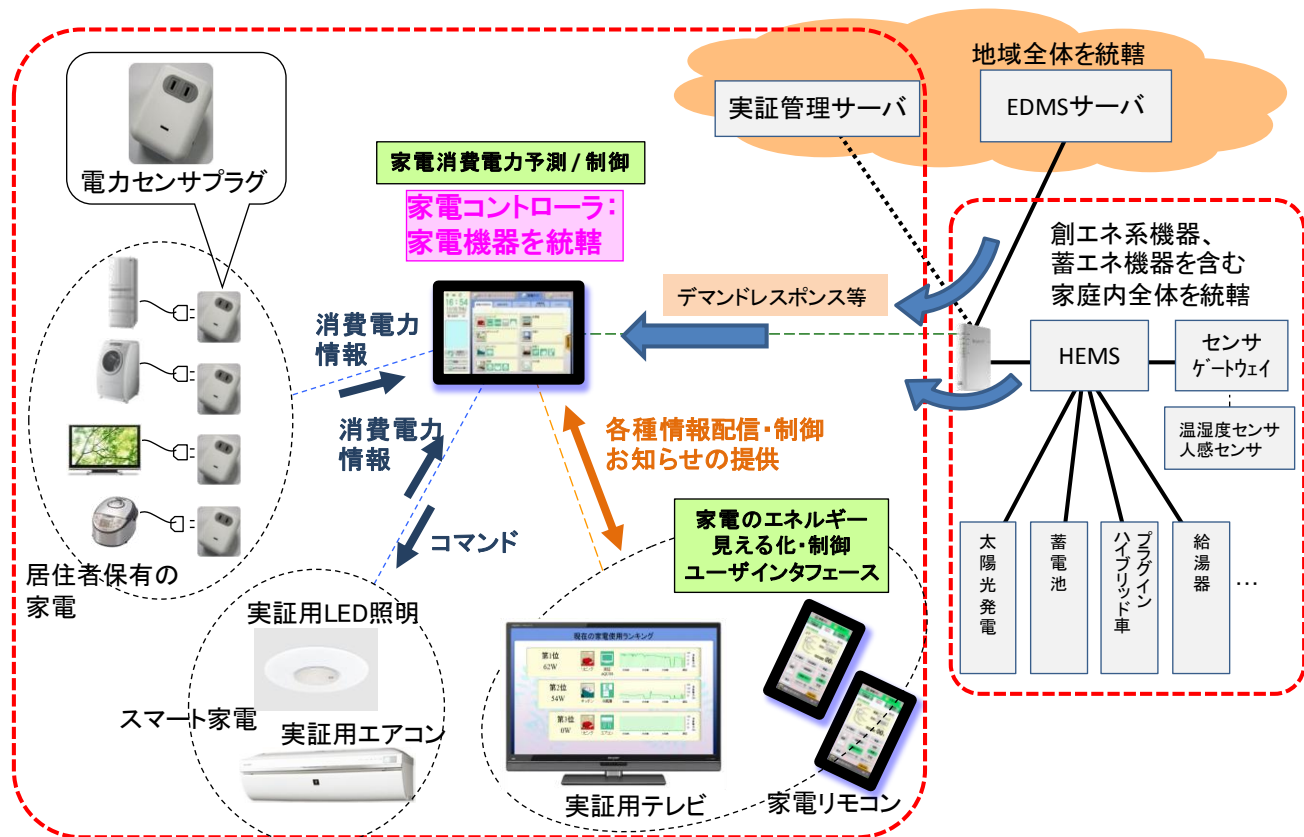 地域全体を統轄
実証管理サーバ
EDMSサーバ
電力センサプラグ
家電消費電力予測/制御
家電コントローラ:
家電機器を統轄
創エネ系機器、
蓄エネ機器を含む
家庭内全体を統轄
デマンドレスポンス等
16:54
消費電力
情報
HEMS
センサ
ゲートウェイ
消費電力
情報
各種情報配信・制御
お知らせの提供
温湿度センサ
人感センサ
コマンド
家電のエネルギー
見える化・制御
ユーザインタフェース
太陽光発電
蓄電池
プラグイン
ハイブリッド車
給湯器
…
居住者保有の
家電
実証用LED照明
スマート家電
実証用エアコン
現在の家電使用ランキング
第1位
62W
第2位
54W
第3位
6W
実証用テレビ
家電リモコン